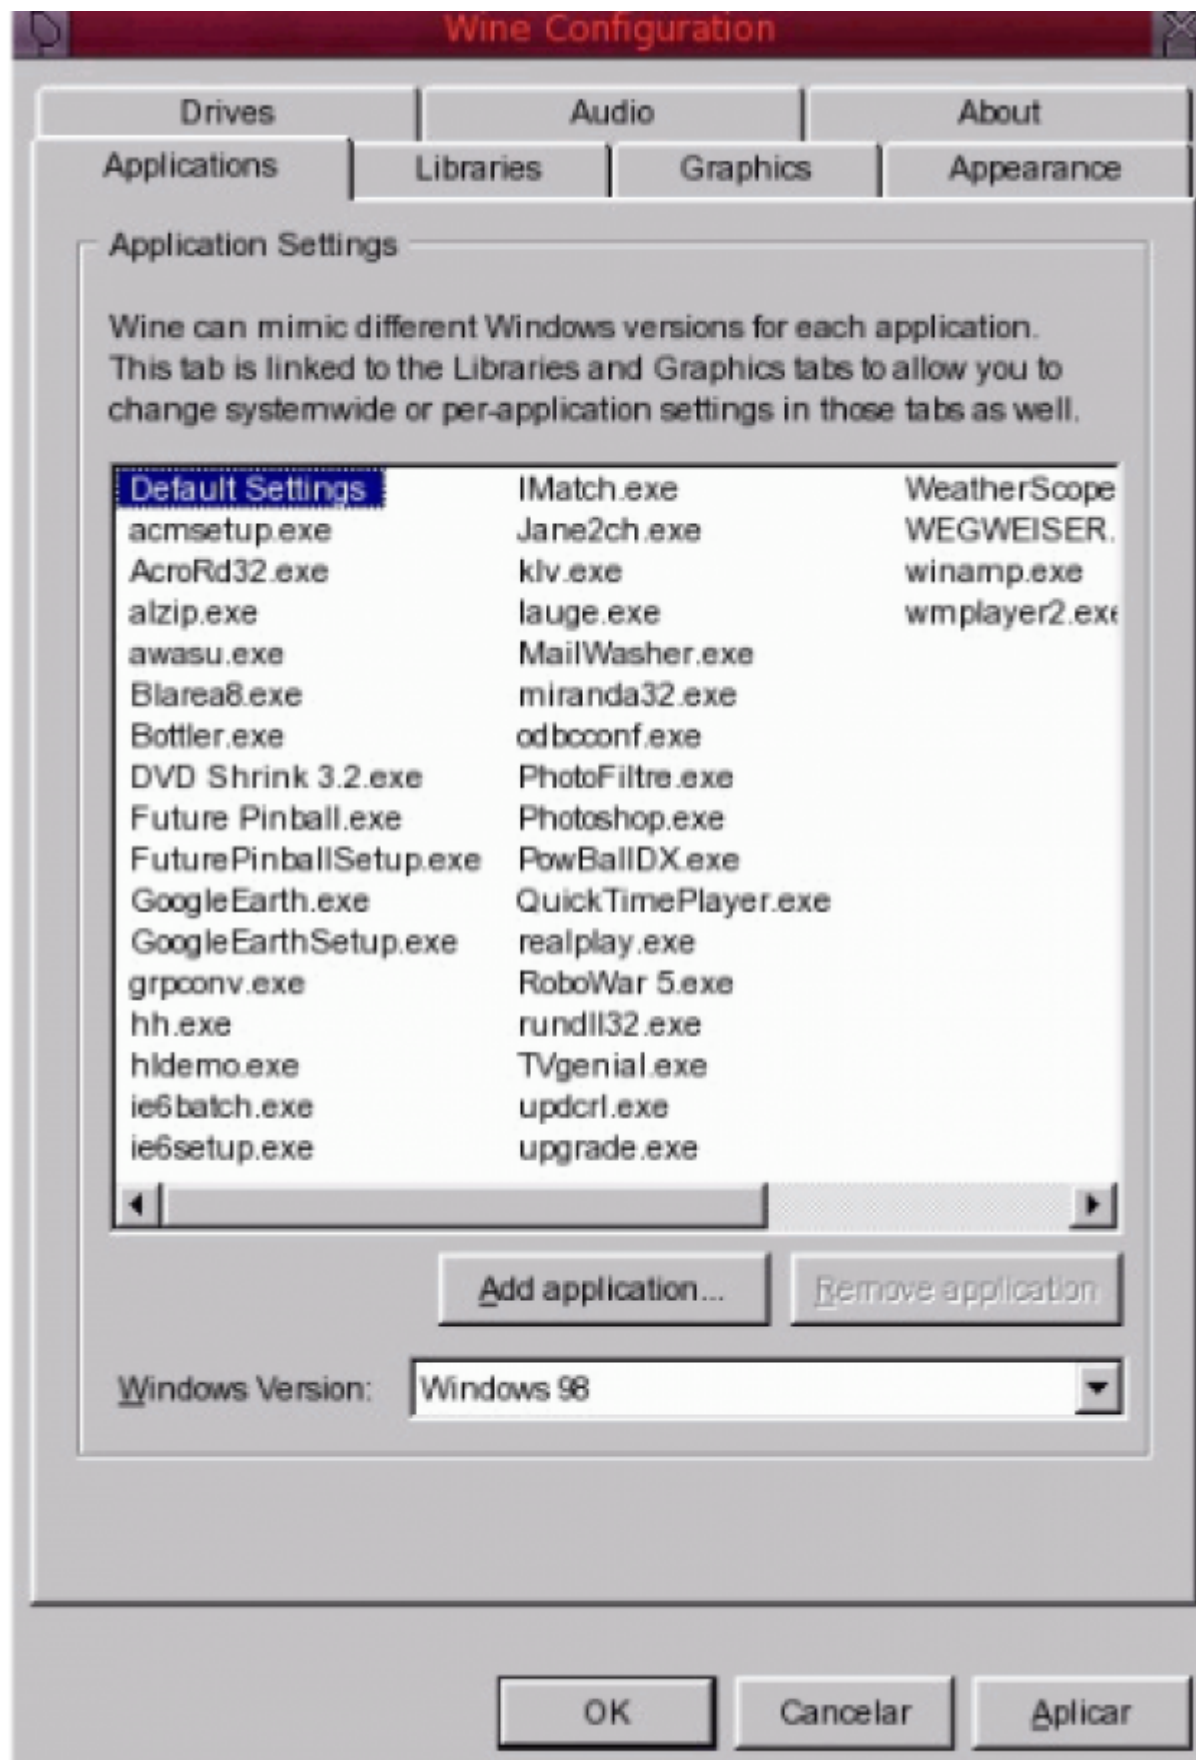 Wine Configuration
Drives Audio About
Applications Libraries Graphics Appearance
Application Settings
Wine can mimic different Windows versions for each application.
This tab is linked to the Libraries and Graphics tabs to allow you to
change systemwide or per-application settings in those tabs as well.
Default Settings IMatch.exe WeatherScope
acmsetup.exe Jane2ch.exe WEGWEISER.
AcroRd32.exe klv.exe winamp.exe
alzip.exe lauge.exe wmplayer2.exe
awasu.exe MailWasher.exe
Blarea8.exe miranda32.exe
Bottler.exe odbcconf.exe
DVD Shrink 3.2.exe PhotoFiltre.exe
Future Pinball.exe Photoshop.exe
FuturePinballSetup.exe PowBallDX.exe
GoogleEarth.exe QuickTimePlayer.exe
GoogleEarthSetup.exe realplay.exe
grpconv.exe RoboWar 5.exe
hh.exe rundll32.exe
hldemo.exe TVgenial.exe
ie6batch.exe updcrl.exe
ie6setup.exe upgrade.exe
Add application... Remove application
Windows Version: Windows 98
OK Cancelar Aplicar